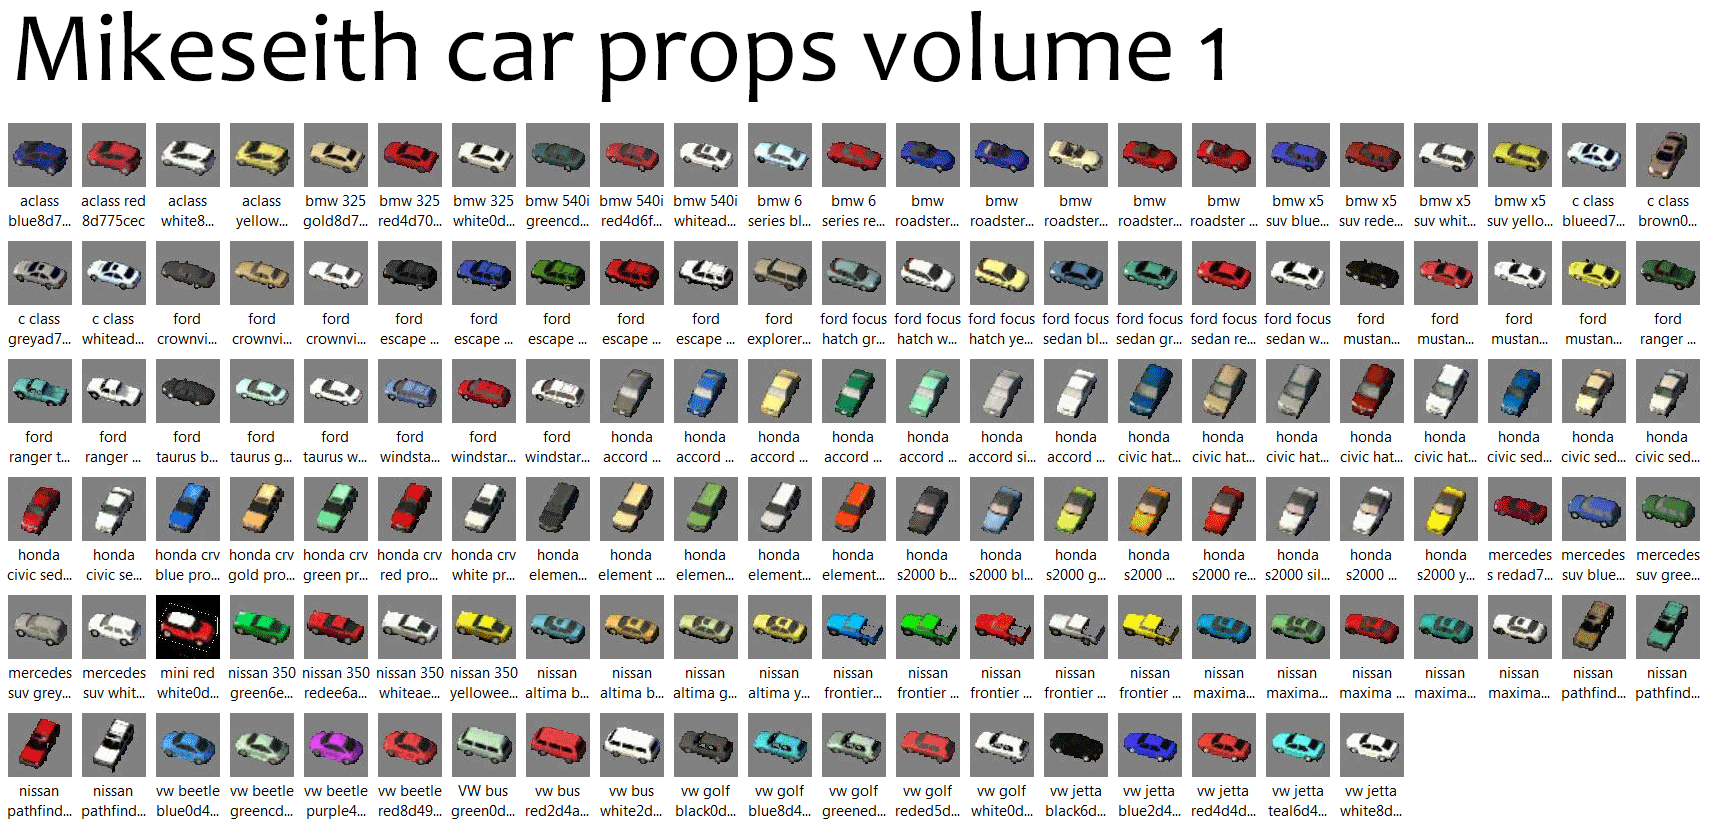 Mikeseith car props volume 1
aclass aclass red aclass aclass bmw 325 bmw 325 bmw 325 bmw 540i bmw 540i bmw 540i bmw 6 bmw 6 bmw bmw bmw bmw bmw bmw x5 bmw x5 bmw x5 bmw x5 c class c class
blue8d7... 8d775cec white8... yellow... gold8d7... red4d70... white0d... greencd... red4d6f... whitead... series bl... series re... roadster... roadster... roadster... roadster... roadster ... suv blue... suv rede... suv whit... suv yello... blueed7... brown0...
c class c class ford ford ford ford ford ford ford ford ford ford focus ford focus ford focus ford focus ford focus ford focus ford focus ford ford ford ford ford
greyad7... whitead... crownvi... crownvi... crownvi... escape ... escape ... escape ... escape ... escape ... explorer... hatch gr... hatch w... hatch ye... sedan bl... sedan gr... sedan re... sedan w... mustan... mustan... mustan... mustan... ranger ...
ford ford ford ford ford ford ford ford honda honda honda honda honda honda honda honda honda honda honda honda honda honda honda
ranger t... ranger ... taurus b... taurus g... taurus w... windsta... windstar... windstar... accord ... accord ... accord ... accord ... accord ... accord si... accord ... civic hat... civic hat... civic hat... civic hat... civic hat... civic sed... civic sed... civic sed...
honda honda honda crv honda crv honda crv honda crv honda crv honda honda honda honda honda honda honda honda honda honda honda honda honda mercedes mercedes mercedes
civic sed... civic se... blue pro... gold pro... green pr... red pro... white pr... elemen... element ... elemen... element... element... s2000 b... s2000 bl... s2000 g... s2000 ... s2000 re... s2000 sil... s2000 ... s2000 y... s redad7... suv blue... suv gree...
mercedes mercedes mini red nissan 350 nissan 350 nissan 350 nissan 350 nissan nissan nissan nissan nissan nissan nissan nissan nissan nissan nissan nissan nissan nissan nissan nissan
suv grey... suv whit... white0d... green6e... redee6a... whiteae... yellowee... altima b... altima b... altima g... altima y... frontier... frontier... frontier ... frontier ... frontier ... maxima... maxima... maxima ... maxima... maxima... pathfind... pathfind...
nissan nissan vw beetle vw beetle vw beetle vw beetle VW bus vw bus vw bus vw golf vw golf vw golf vw golf vw golf vw jetta vw jetta vw jetta vw jetta vw jetta
pathfind... pathfind... blue0d4... greencd... purple4... red8d49... green0d... red2d4a... white2d... black0d... blue8d4... greened... reded5d... white0d... black6d... blue2d4... red4d4d... teal6d4... white8d...